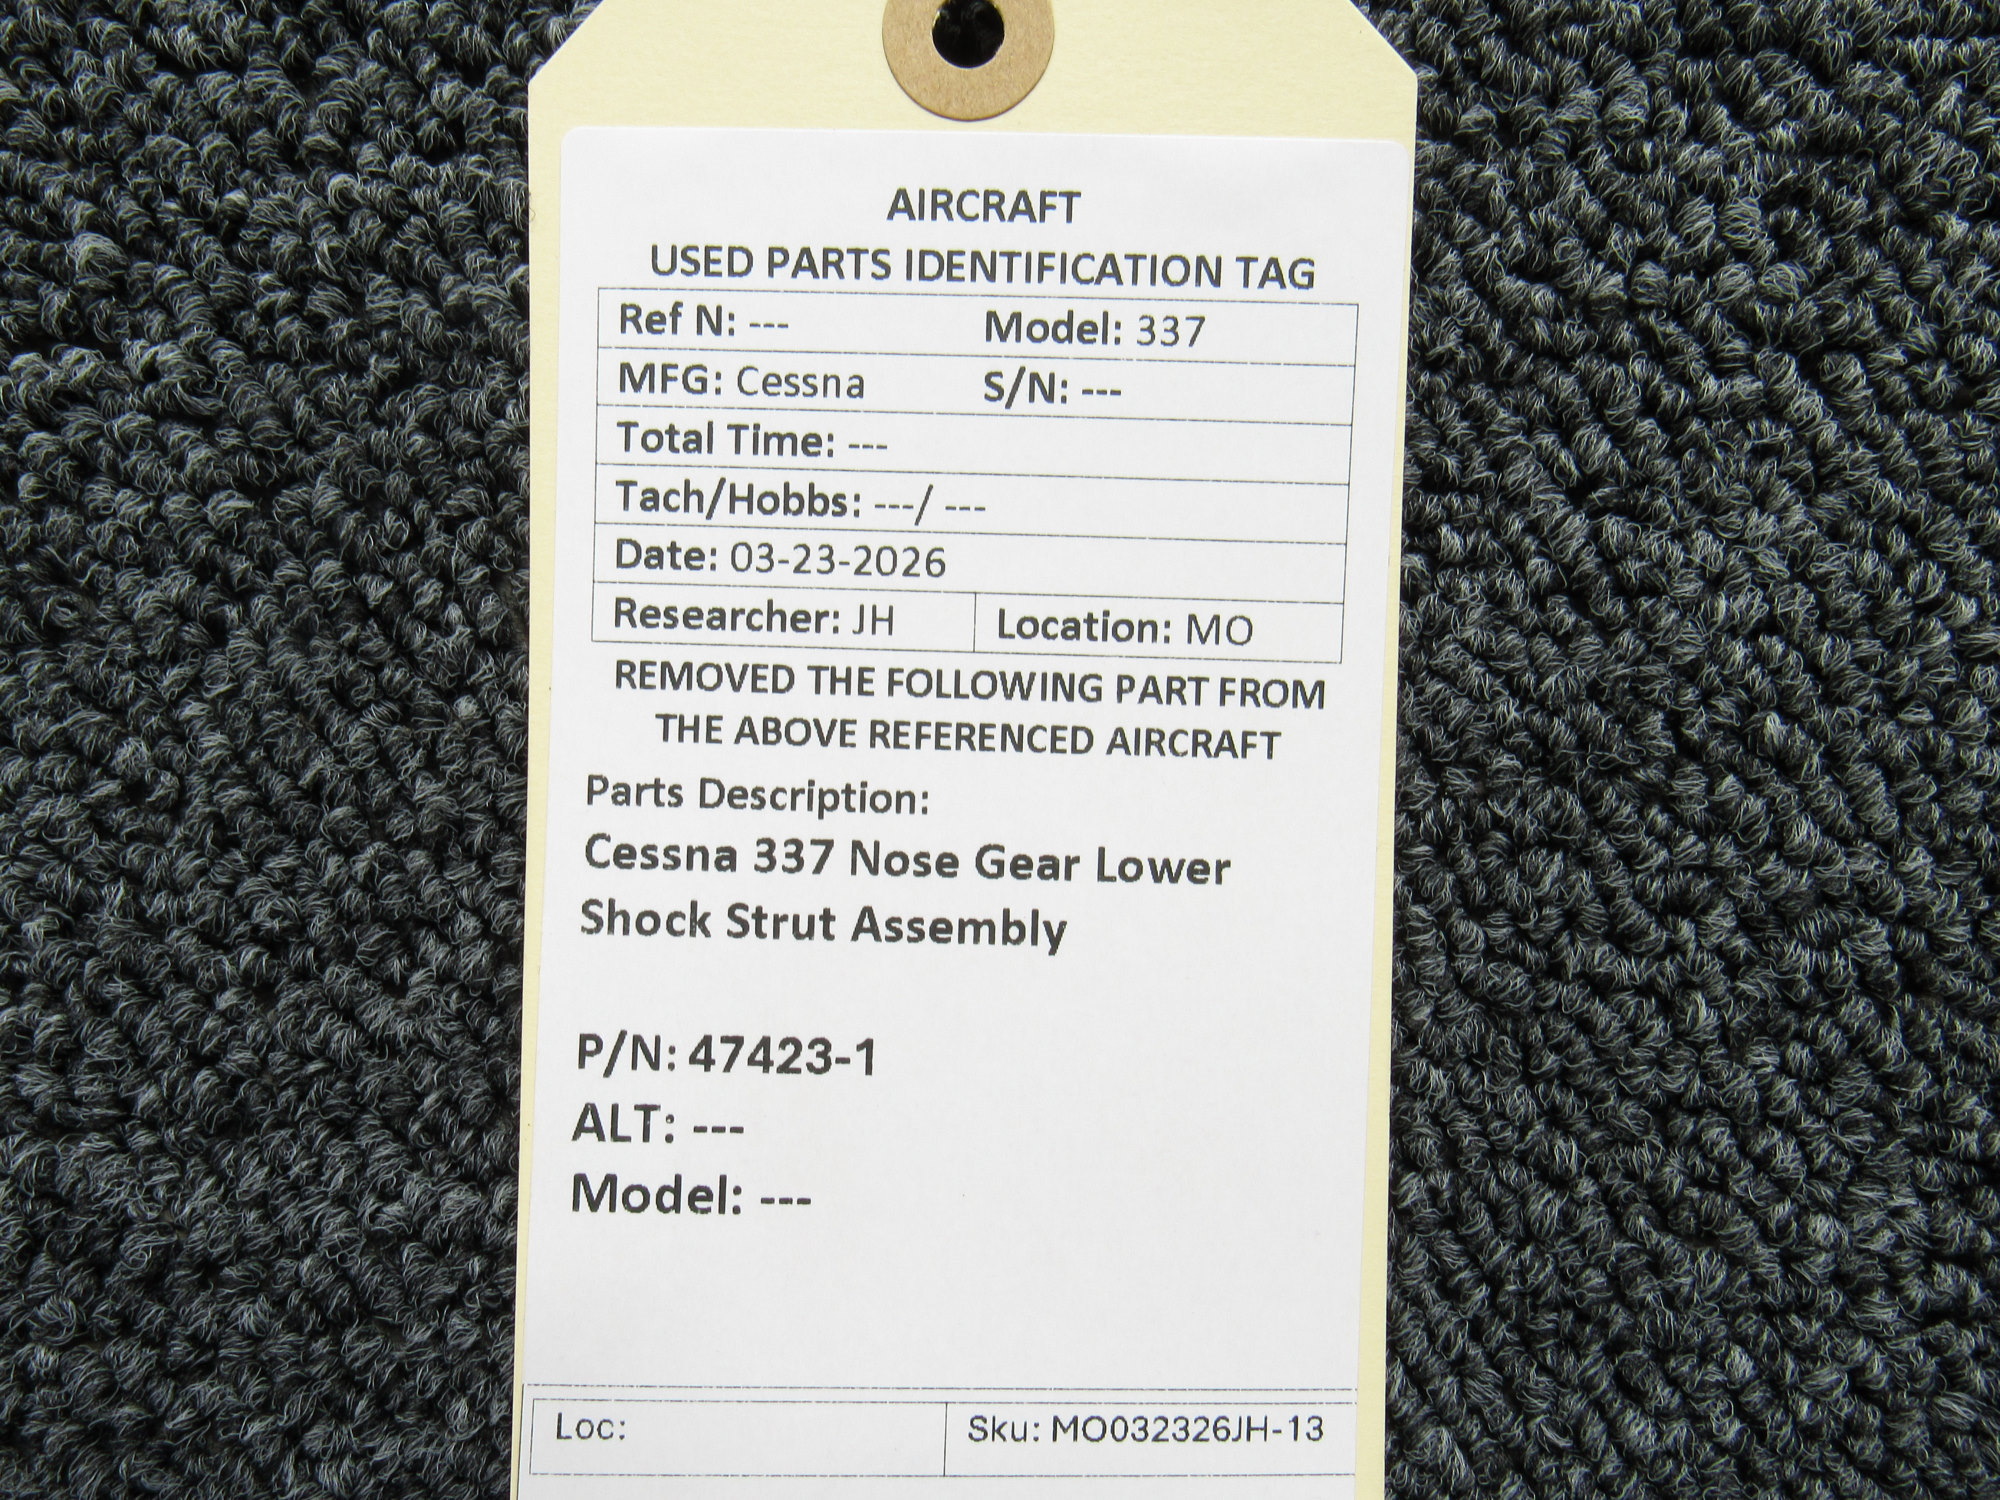 AIRCRAFT
USED PARTS IDENTIFICATION TAG
Ref N: --- Model: 337
MFG: Cessna S/N: ---
Total Time: ---
Tach/Hobbs: ---/ ---
Date: 03-23-2026
Researcher: JH Location: MO
REMOVED THE FOLLOWING PART FROM
THE ABOVE REFERENCED AIRCRAFT
Parts Description:
Cessna 337 Nose Gear Lower
Shock Strut Assembly
P/N: 47423-1
ALT: ---
Model: ---
Loc: Sku: MO032326JH-13